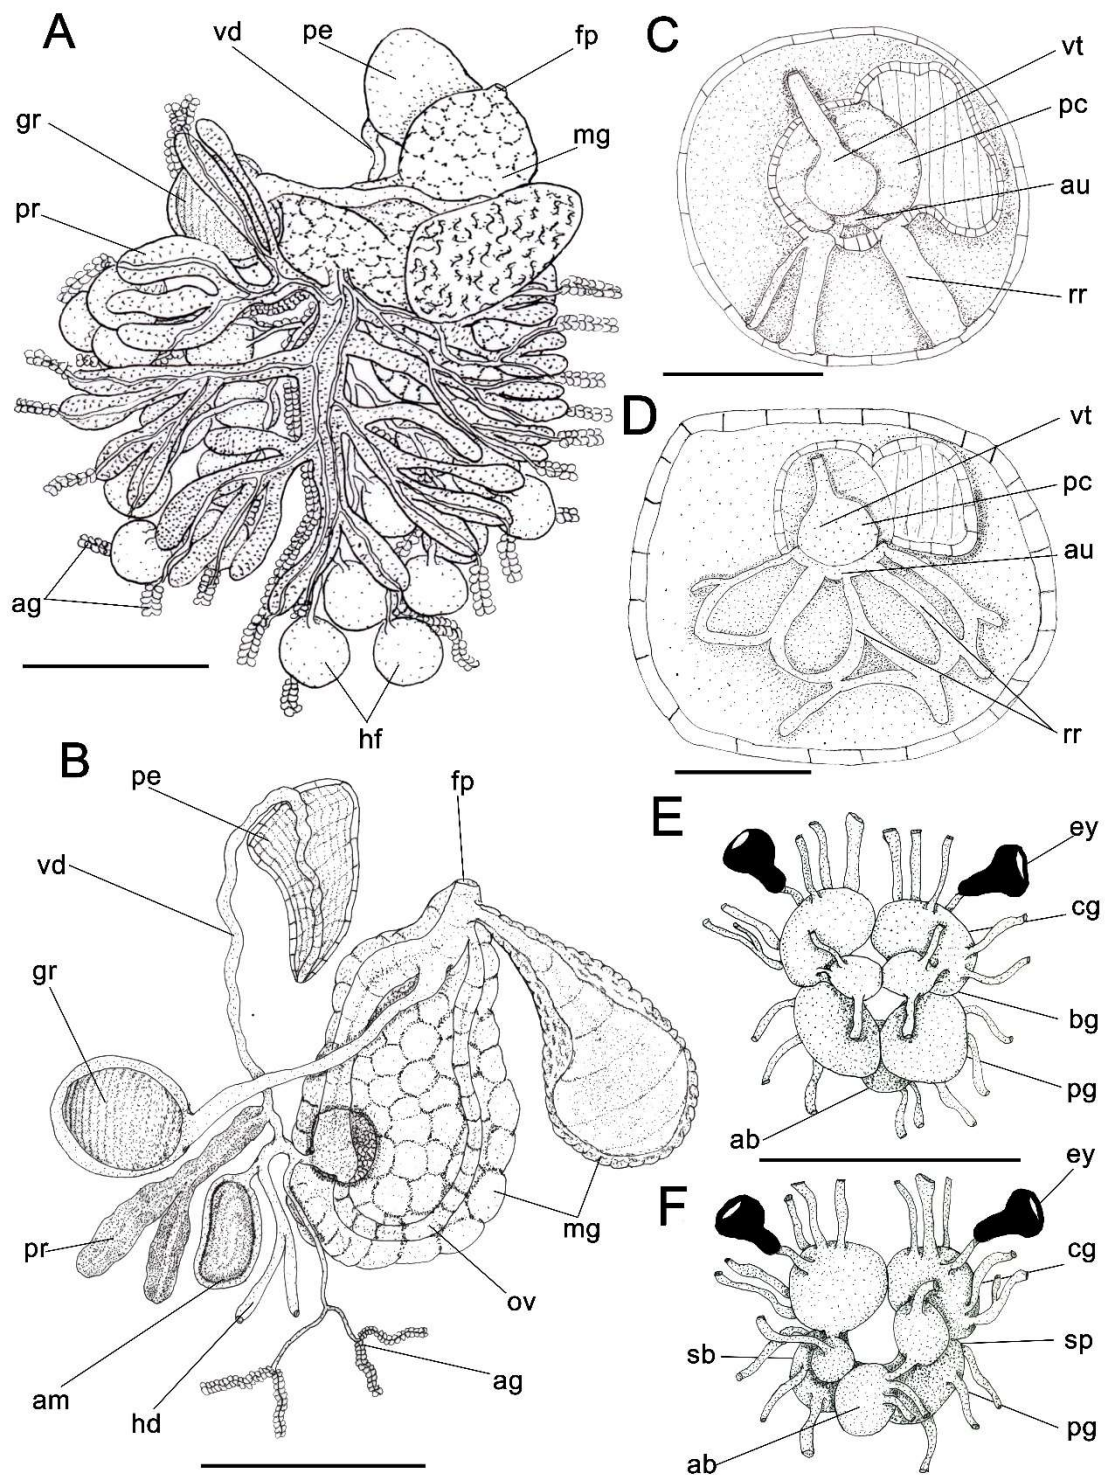 A
vd
pe
fp
gr
mg
pr
ag
hf
B
pe
fp
vd
gr
mg
pr
ov
am
hd
ag
C
vt
pc
au
rr
D
vt
pc
au
rr
E
ey
cg
bg
pg
ab
F
ey
cg
sb
sp
pg
ab